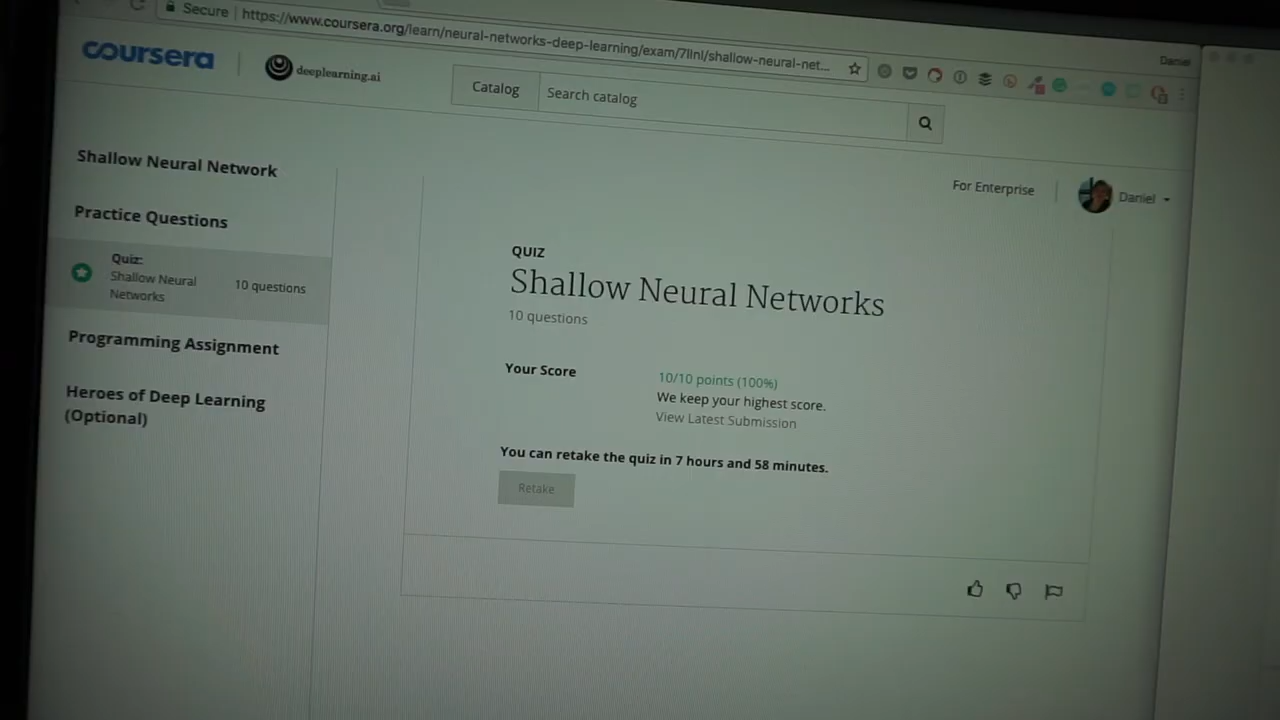 Secure
https://www.coursera.org/learn/neural-networks-deep-learning/exam/7lInl/shallow-neural-net...
Daniel
coursera
deeplearning.ai
Catalog
Search catalog
For Enterprise
Daniel
Shallow Neural Network
Practice Questions
Quiz:
Shallow Neural
Networks
10 questions
Programming Assignment
Heroes of Deep Learning
(Optional)
QUIZ
Shallow Neural Networks
10 questions
Your Score
10/10 points (100%)
We keep your highest score.
View Latest Submission
You can retake the quiz in 7 hours and 58 minutes.
Retake